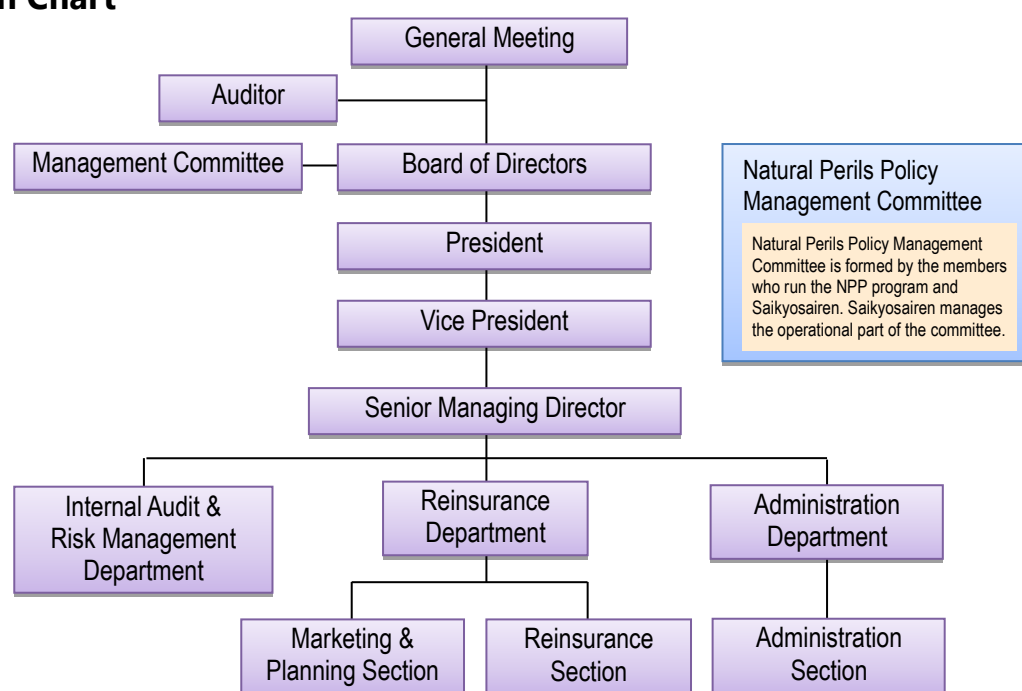 n Chart
General Meeting
Auditor
Management Committee
Board of Directors
President
Vice President
Senior Managing Director
Internal Audit &
Risk Management
Department
Reinsurance
Department
Administration
Department
Marketing &
Planning Section
Reinsurance
Section
Administration
Section
Natural Perils Policy
Management Committee
Natural Perils Policy Management
Committee is formed by the members
who run the NPP program and
Saikyosairen. Saikyosairen manages
the operational part of the committee.